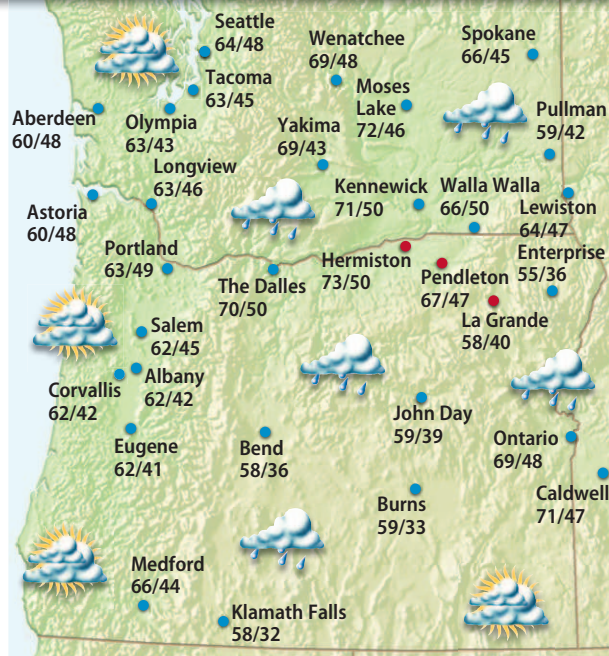 Seattle
64/48
Wenatchee
69/48
Spokane
66/45
Tacoma
63/45
Moses
Lake
72/46
Aberdeen
60/48
Olympia
63/43
Yakima
69/43
Pullman
59/42
Longview
63/46
Kennewick
71/50
Walla Walla
66/50
Lewiston
64/47
Astoria
60/48
Portland
63/49
The Dalles
70/50
Hermiston
73/50
Pendleton
67/47
Enterprise
55/36
La Grande
58/40
Salem
62/45
Albany
62/42
Corvallis
62/42
Eugene
62/41
Bend
58/36
John Day
59/39
Ontario
69/48
Burns
59/33
Caldwell
71/47
Medford
66/44
Klamath Falls
58/32